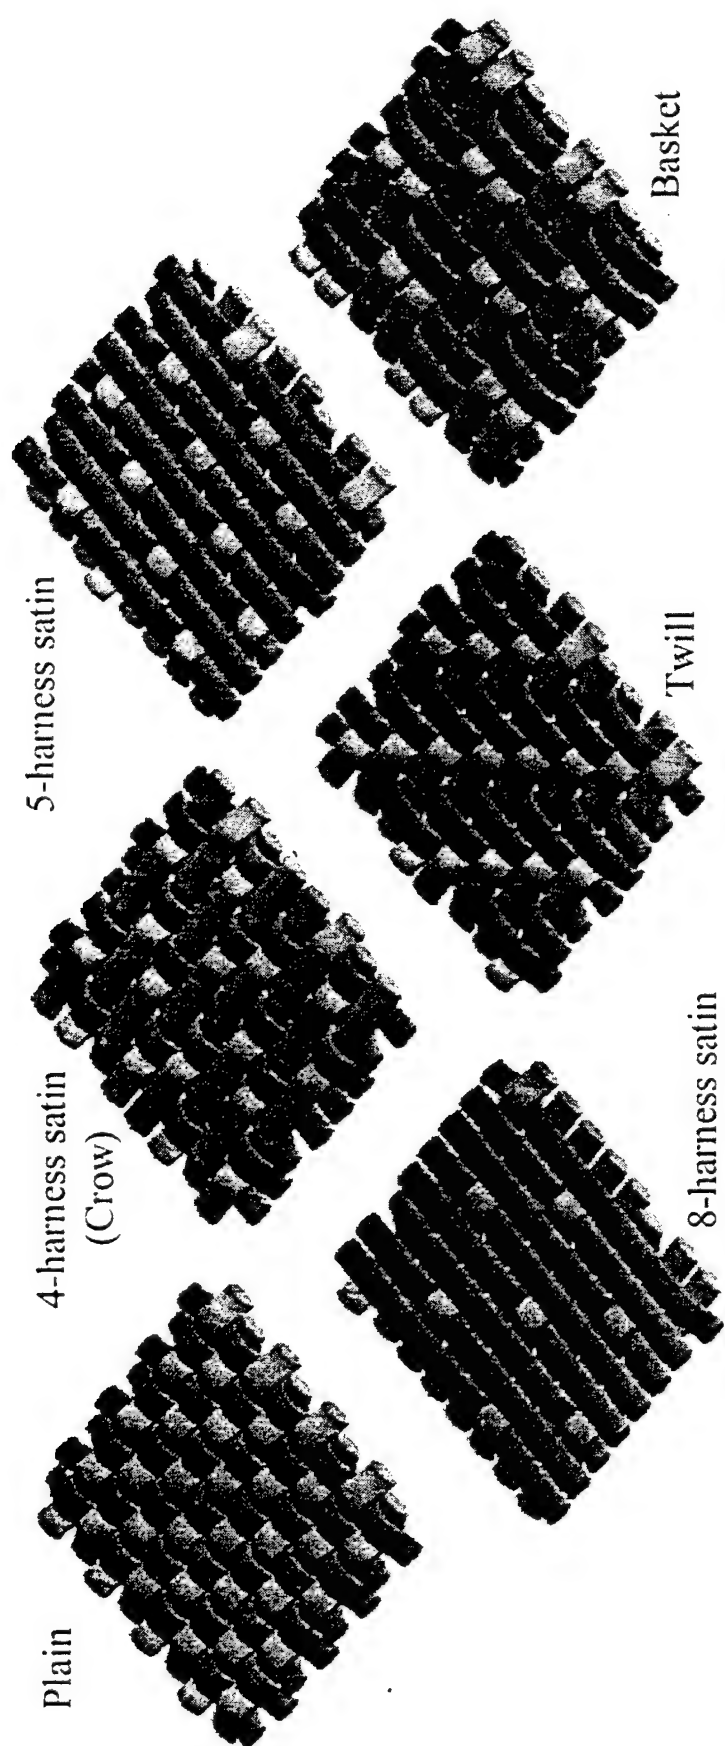 Plain
4-harness satin
(Crow)
5-harness satin
8-harness satin
Twill
Basket